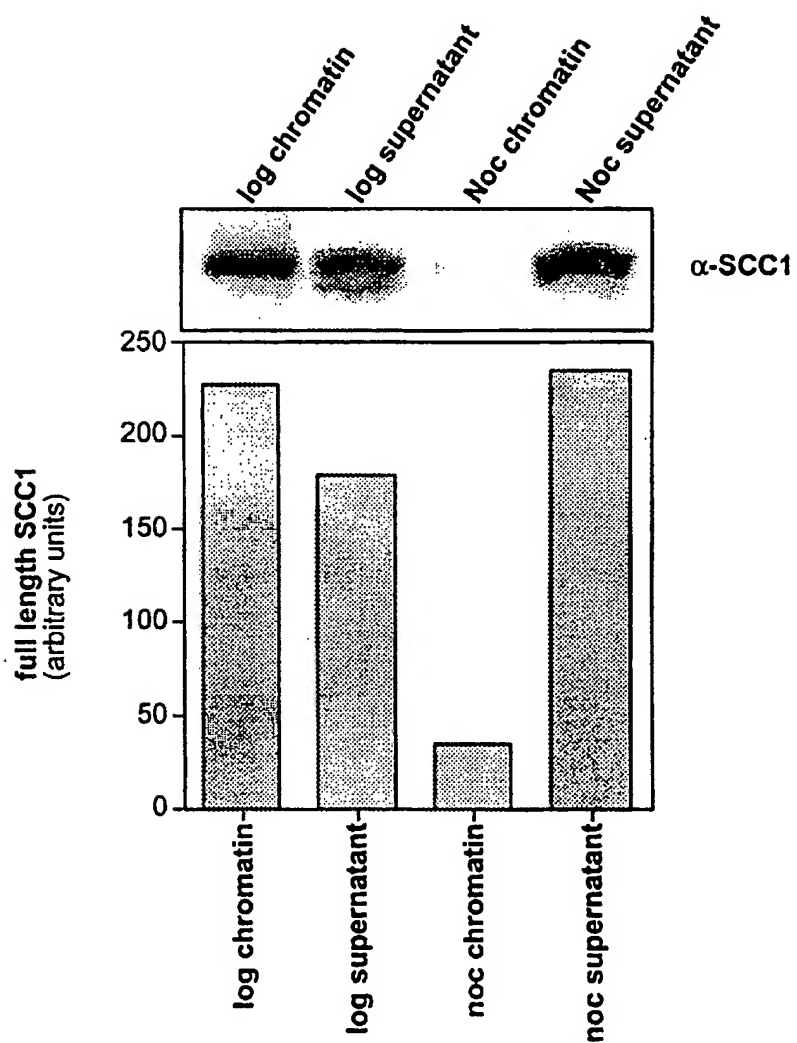 log chromatin
log supernatant
Noc chromatin
Noc supernatant
α-SCC1
250
200
150
100
50
0
full length SCC1
(arbitrary units)
log chromatin
log supernatant
noc chromatin
noc supernatant